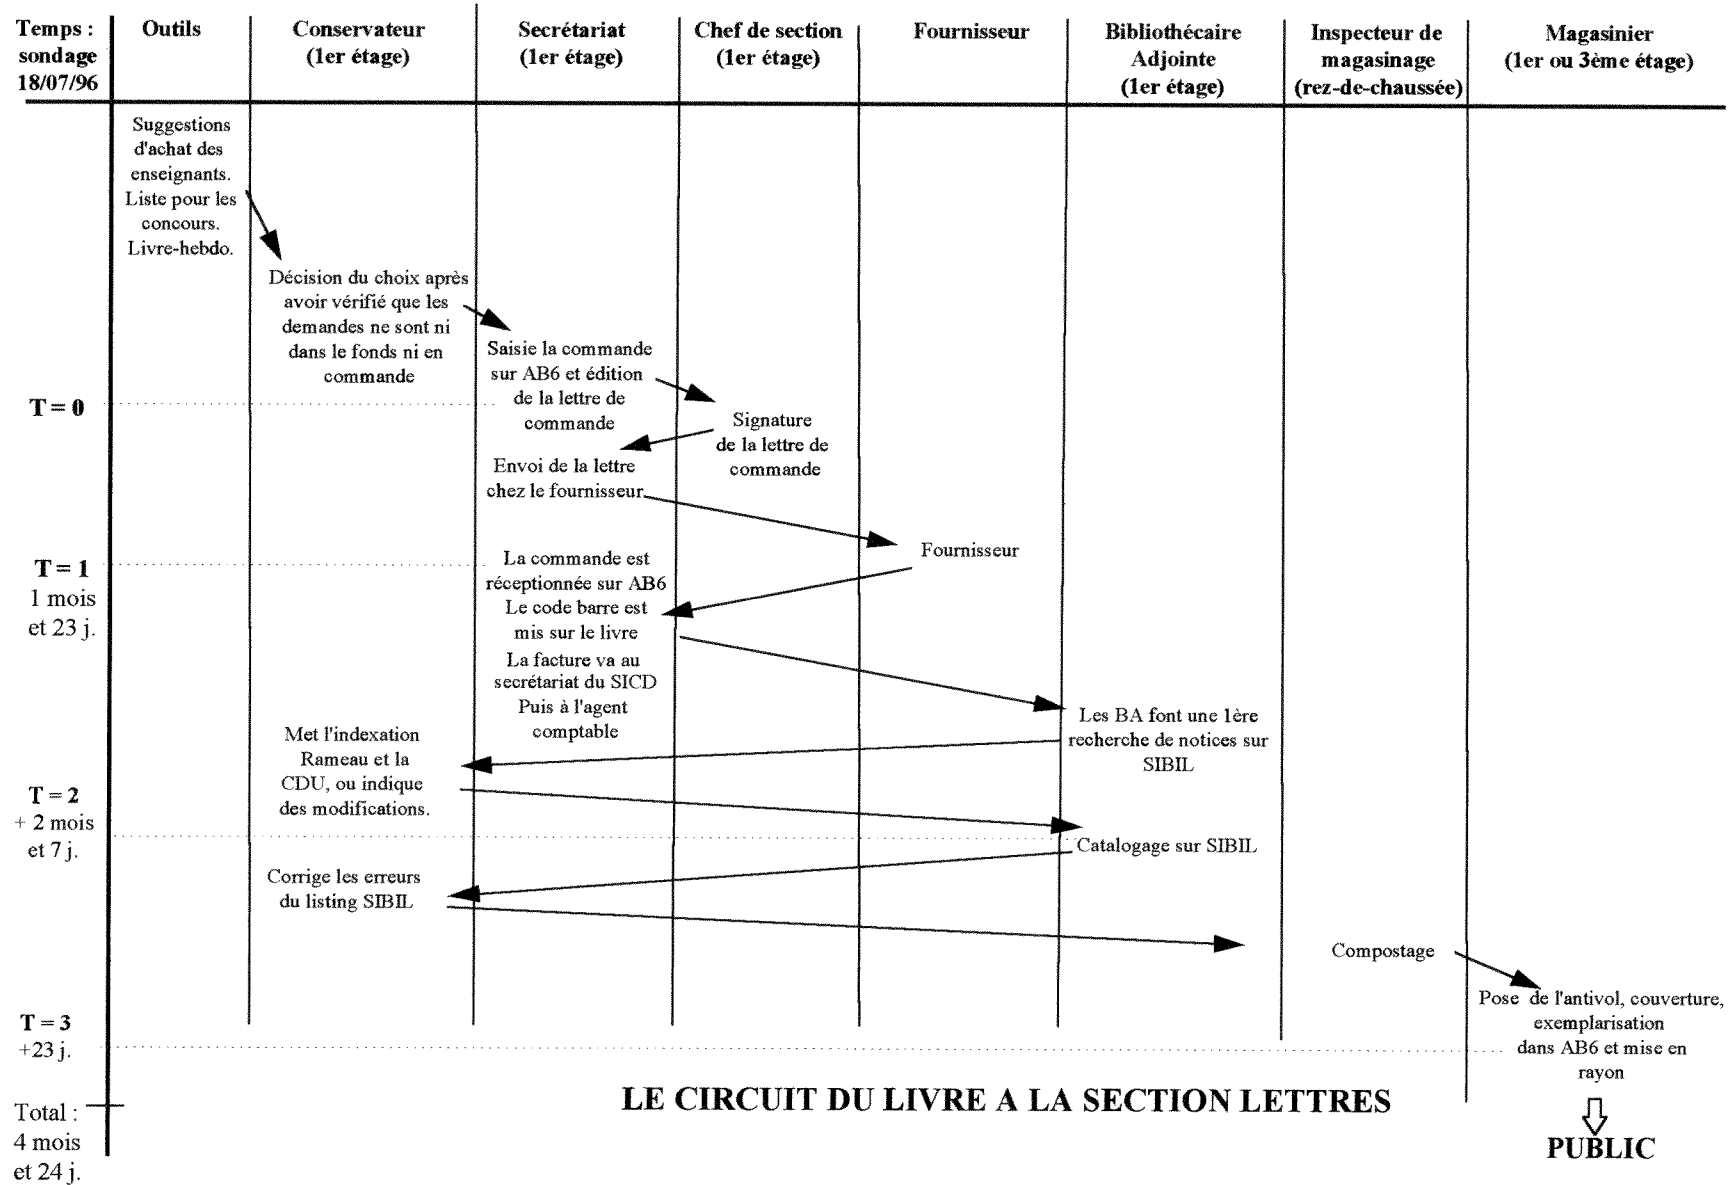 Temps :
sondage
18/07/96
Outils
Conservateur
(1er étage)
Secrétariat
(1er étage)
Chef de section
(1er étage)
Fournisseur
Bibliothécaire
Adjointe
(1er étage)
Inspecteur de
magasinage
(rez-de-chaussée)
Magasinier
(1er ou 3ème étage)
Suggestions
d'achat des
enseignants.
Liste pour les
concours.
Livre-hebdo.
Décision du choix après
avoir vérifié que les
demandes ne sont ni
dans le fonds ni en
commande
Saisie la commande
sur AB6 et édition
de la lettre de
commande
T = 0
Signature
de la lettre de
commande
Envoi de la lettre
chez le fournisseur
Fournisseur
T = 1
1 mois
et 23 j.
La commande est
réceptionnée sur AB6
Le code barre est
mis sur le livre
La facture va au
secrétariat du SICD
Puis à l'agent
comptable
Les BA font une 1ère
recherche de notices sur
SIBIL
Met l'indexation
Rameau et la
CDU, ou indique
des modifications.
T = 2
+ 2 mois
et 7 j.
Catalogage sur SIBIL
Corrige les erreurs
du listing SIBIL
Compostage
Pose de l'antivol, couverture,
exemplarisation
dans AB6 et mise en
rayon
T = 3
+23 j.
LE CIRCUIT DU LIVRE A LA SECTION LETTRES
Total :
4 mois
et 24 j.
PUBLIC